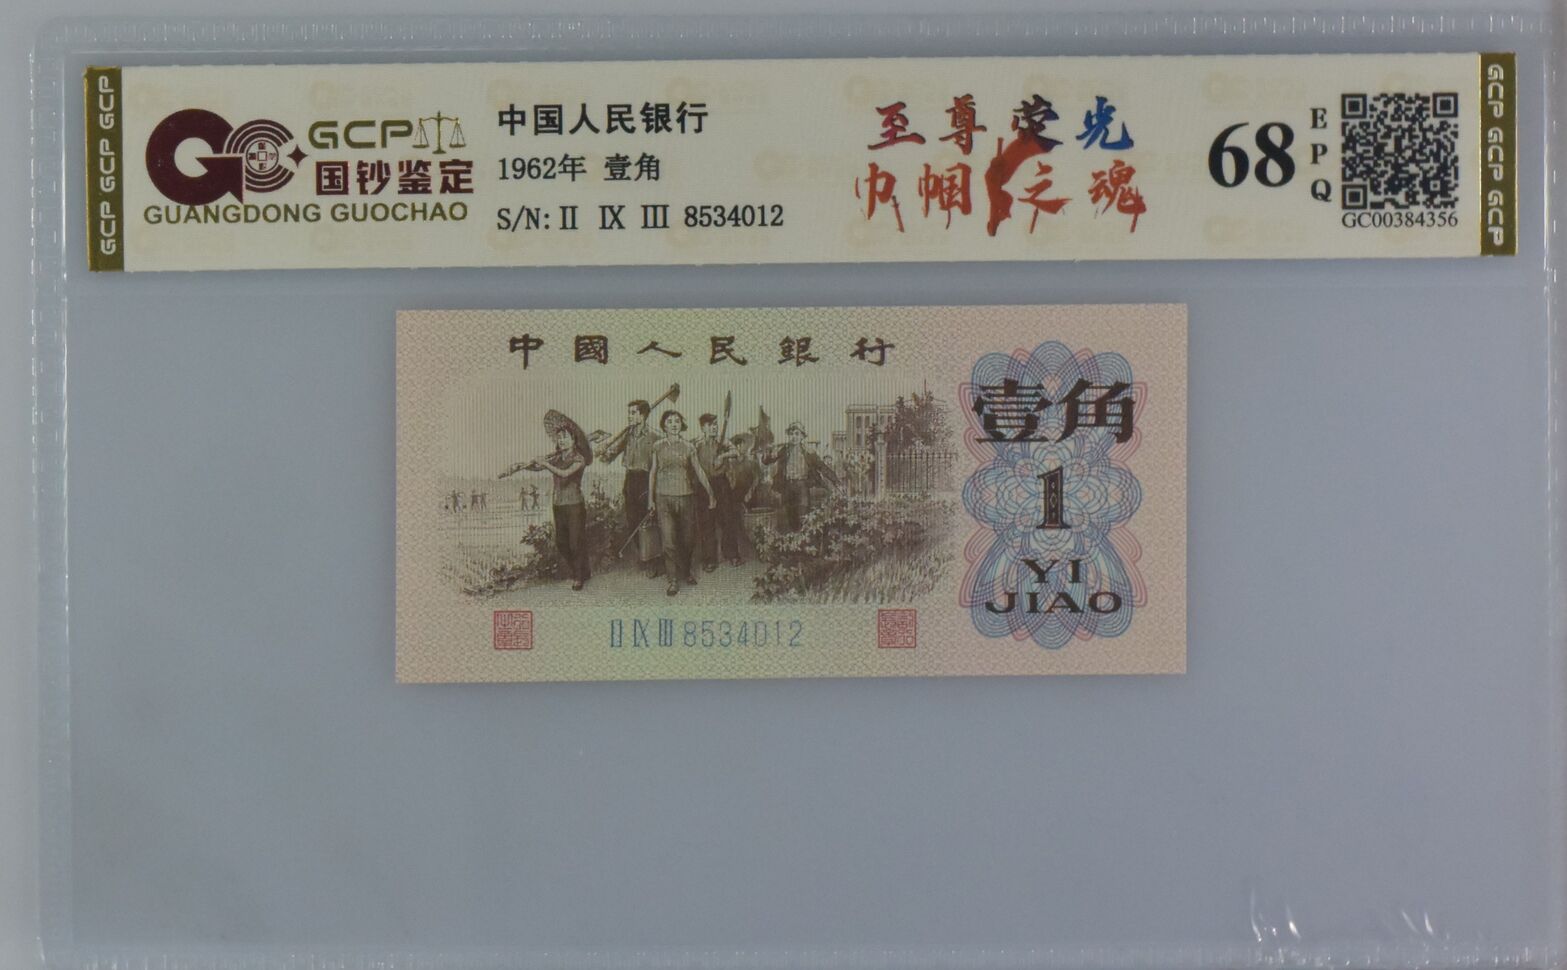 GCP GCP GCP
GCP
国钞鉴定
GUANGDONG GUOCHAO
中国人民银行
1962年 壹角
S/N: II IX III 8534012
至尊荧光
巾帼之魂
68
EPQ
GC00384356
GCP GCP GCP
中國人民銀行
壹角
1
YI
JIAO
II IX III 8534012